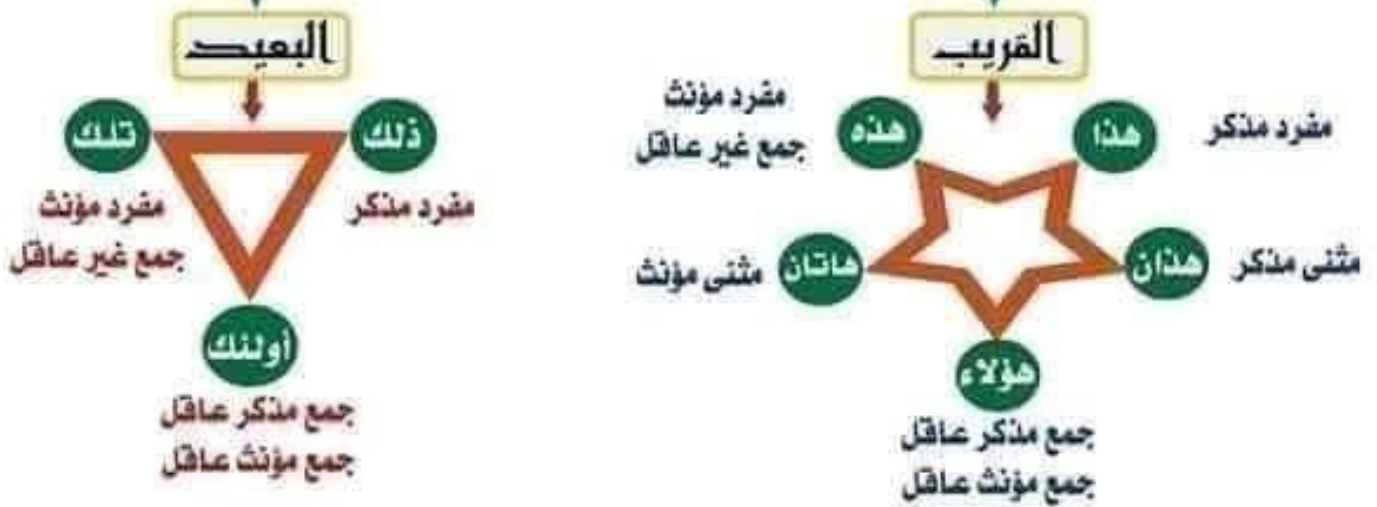 القريب
هذا
مفرد مذكر
هذه
مفرد مؤنث
جمع غير عاقل
هذان
مثنى مذكر
هاتان
مثنى مؤنث
هؤلاء
جمع مذكر عاقل
جمع مؤنث عاقل
البعيد
ذلك
مفرد مذكر
تلك
مفرد مؤنث
جمع غير عاقل
أولئك
جمع مذكر عاقل
جمع مؤنث عاقل